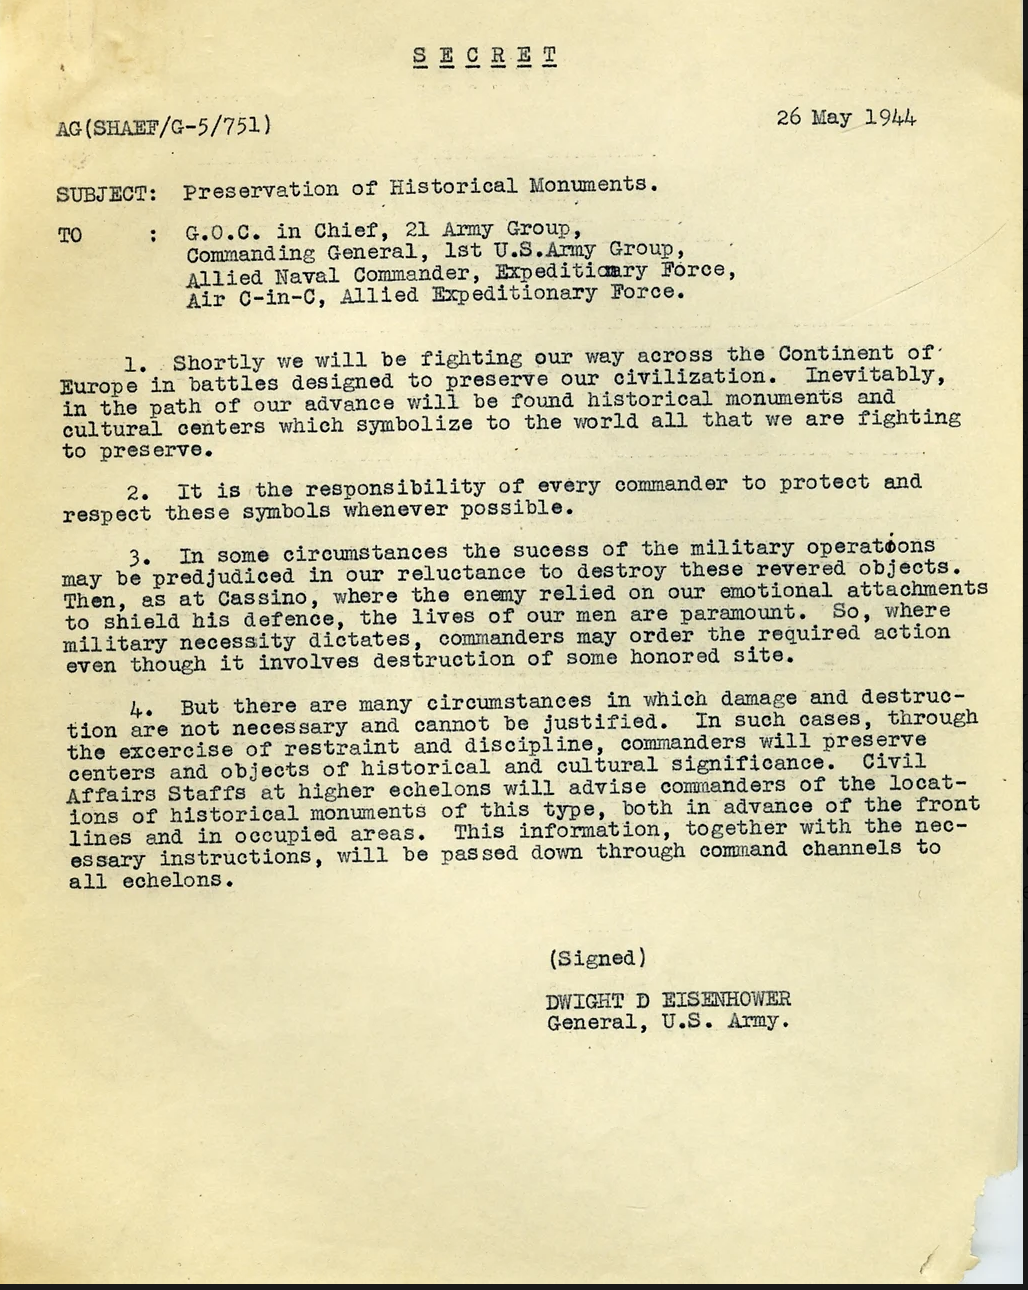 S E C R E T
AG(SHAEF/G-5/751)
26 May 1944
SUBJECT: Preservation of Historical Monuments.
TO : G.O.C. in Chief, 21 Army Group,
Commanding General, 1st U.S.Army Group,
Allied Naval Commander, Expeditioary Force,
Air C-in-C, Allied Expeditionary Force.
1. Shortly we will be fighting our way across the Continent of
Europe in battles designed to preserve our civilization. Inevitably,
in the path of our advance will be found historical monuments and
cultural centers which symbolize to the world all that we are fighting
to preserve.
2. It is the responsibility of every commander to protect and
respect these symbols whenever possible.
3. In some circumstances the sucess of the military operations
may be predjudiced in our reluctance to destroy these revered objects.
Then, as at Cassino, where the enemy relied on our emotional attachments
to shield his defence, the lives of our men are paramount. So, where
military necessity dictates, commanders may order the required action
even though it involves destruction of some honored site.
4. But there are many circumstances in which damage and destruc-
tion are not necessary and cannot be justified. In such cases, through
the excercise of restraint and discipline, commanders will preserve
centers and objects of historical and cultural significance. Civil
Affairs Staffs at higher echelons will advise commanders of the locat-
ions of historical monuments of this type, both in advance of the front
lines and in occupied areas. This information, together with the nec-
essary instructions, will be passed down through command channels to
all echelons.
(Signed)
DWIGHT D EISENHOWER
General, U.S. Army.